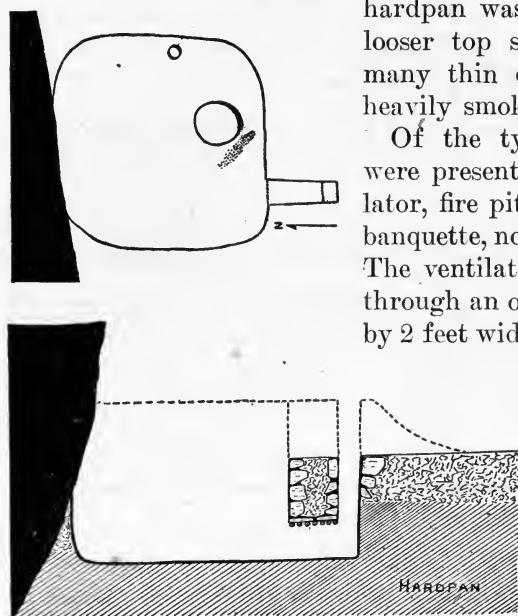 hardpan was
looser top s
many thin
heavily smok
Of the ty
were present
lator, fire pit
banquette, no
The ventilat
through an o
by 2 feet wid
N
HARDPAN